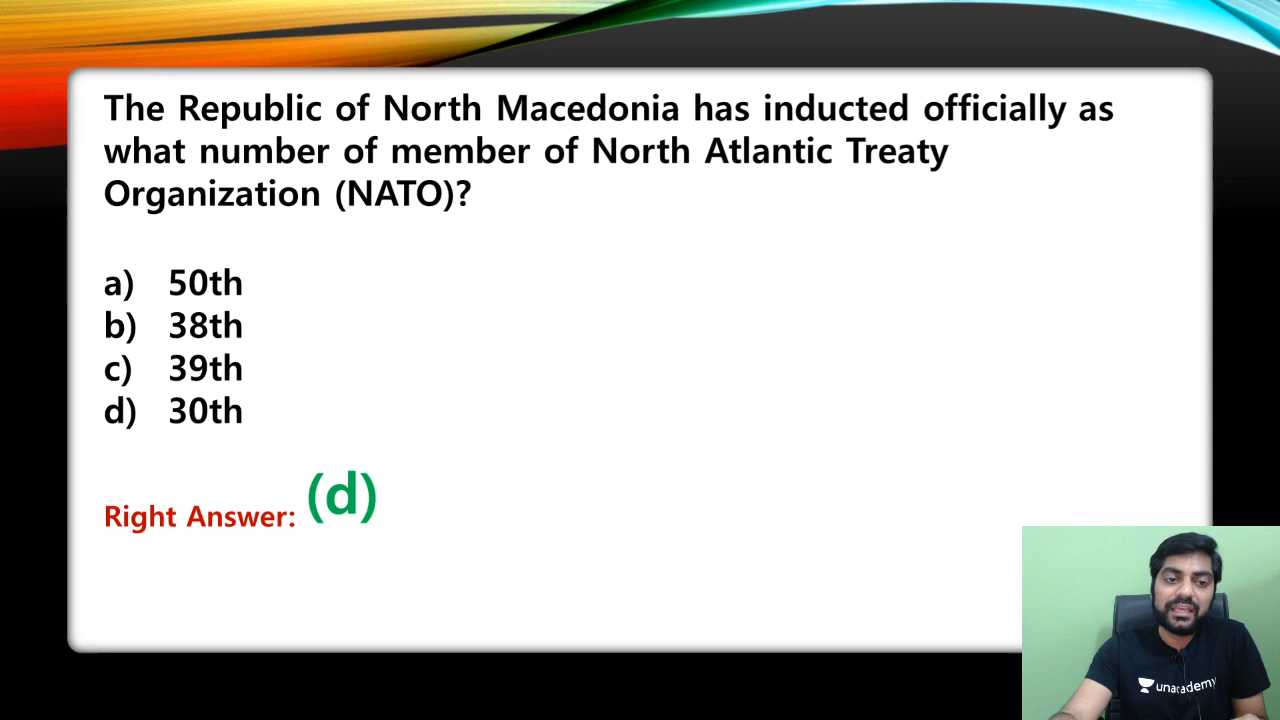 The Republic of North Macedonia has inducted officially as
what number of member of North Atlantic Treaty
Organization (NATO)?
a) 50th
b) 38th
c) 39th
d) 30th
Right Answer: (d)
unacademy